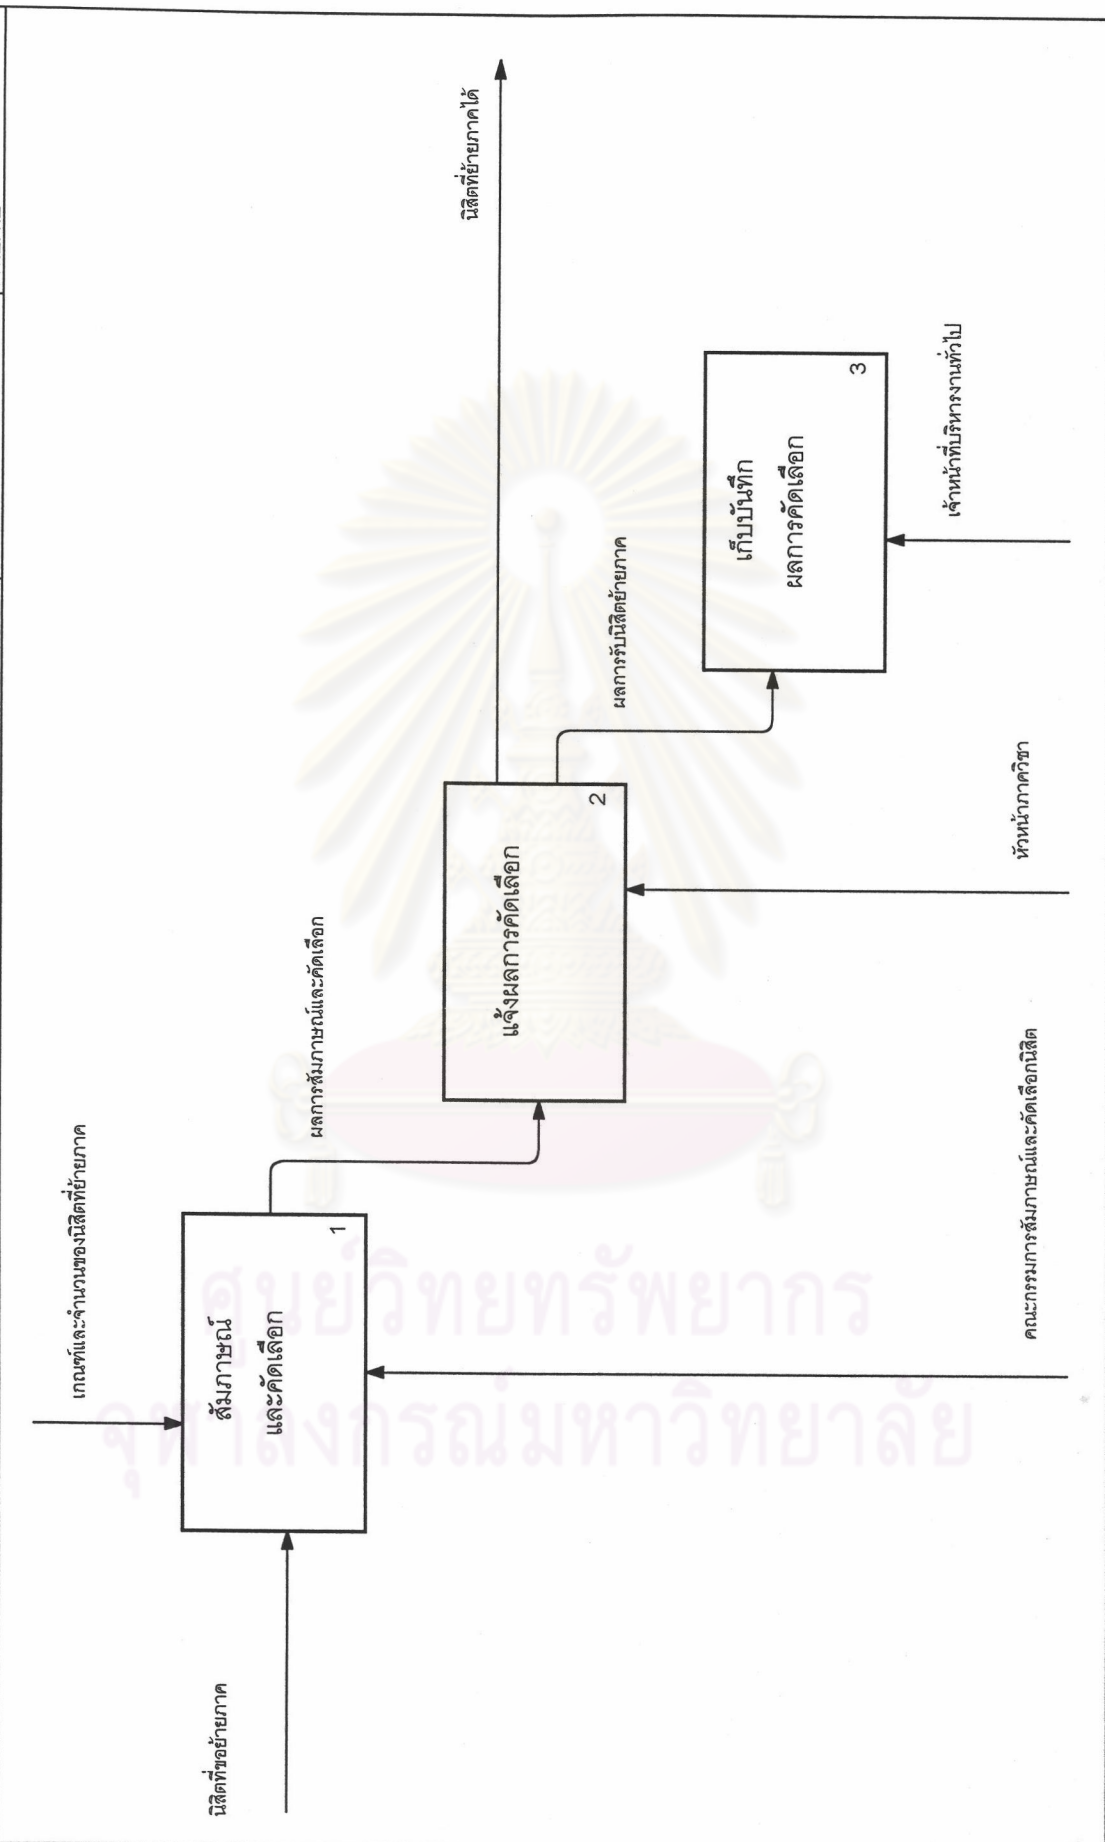 เกณฑ์และจำนวนของนิสิตที่ย้ายภาค
นิสิตที่ขอย้ายภาค
สัมภาษณ์
และคัดเลือก
1
ผลการสัมภาษณ์และคัดเลือก
แจ้งผลการคัดเลือก
2
นิสิตที่ย้ายภาคได้
ผลการรับนิสิตย้ายภาค
เก็บบันทึก
ผลการคัดเลือก
3
คณะกรรมการสัมภาษณ์และคัดเลือกนิสิต
หัวหน้าภาควิชา
เจ้าหน้าที่บริหารงานทั่วไป
ศูนย์วิทยทรัพยากร
จุฬาลงกรณ์มหาวิทยาลัย